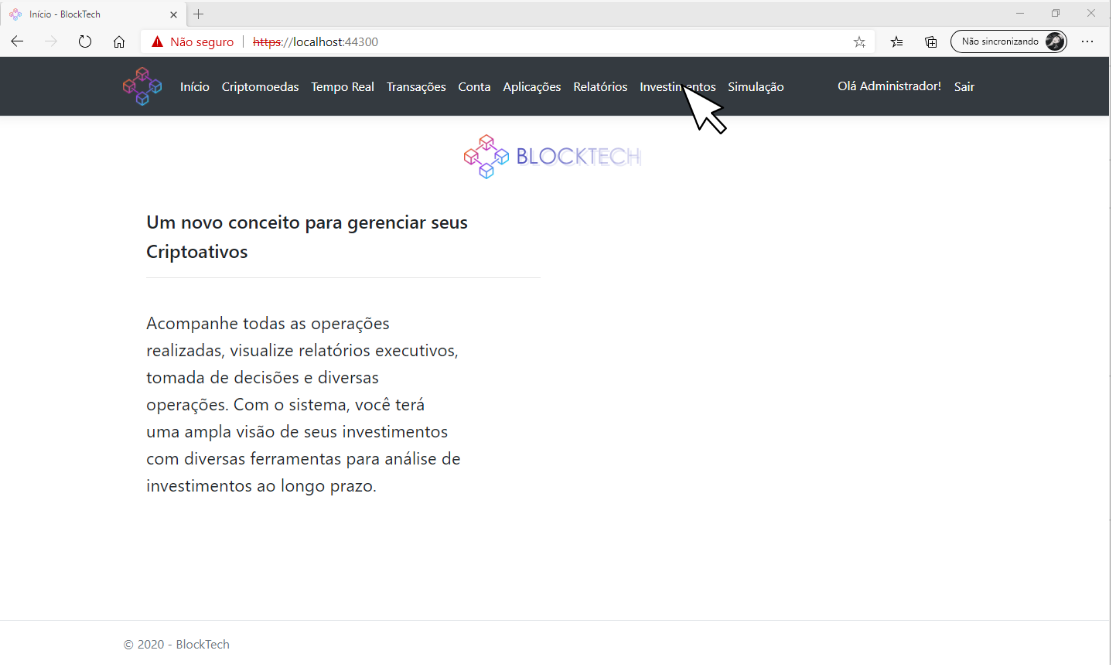 Início - BlockTech
Não seguro https://localhost:44300 Não sincronizando
Início Criptomoedas Tempo Real Transações Conta Aplicações Relatórios Investimentos Simulação Olá Administrador! Sair
BLOCKTECH
Um novo conceito para gerenciar seus
Criptoativos
Acompanhe todas as operações
realizadas, visualize relatórios executivos,
tomada de decisões e diversas
operações. Com o sistema, você terá
uma ampla visão de seus investimentos
com diversas ferramentas para análise de
investimentos ao longo prazo.
© 2020 - BlockTech